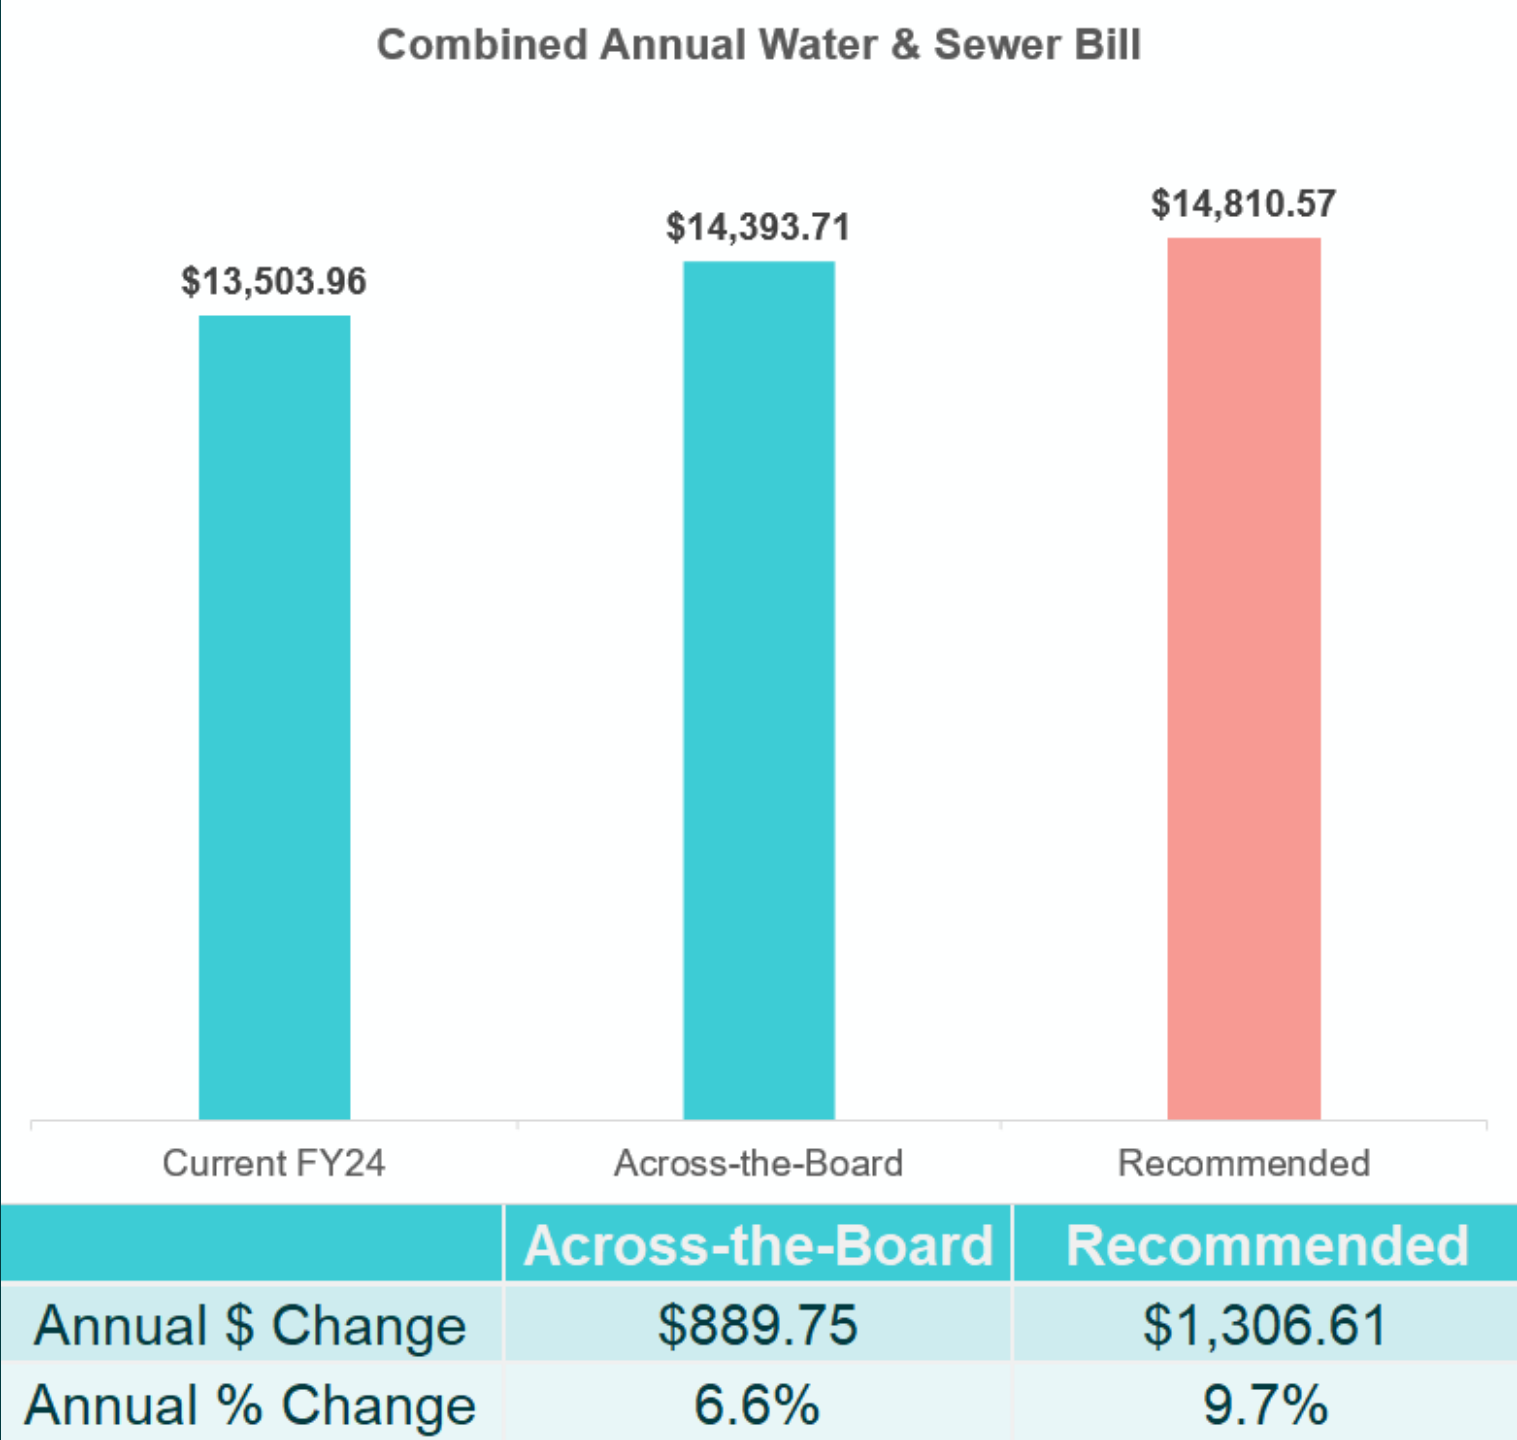 Combined Annual Water & Sewer Bill
$14,810.57
$14,393.71
$13,503.96
Current FY24 Across-the-Board Recommended
Across-the-Board Recommended
Annual $ Change $889.75 $1,306.61
Annual % Change 6.6% 9.7%